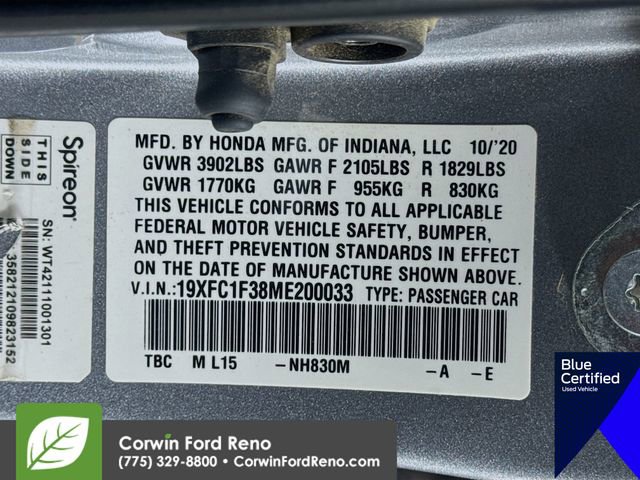 MFD. BY HONDA MFG. OF INDIANA, LLC 10/'20
GVWR 3902LBS GAWR F 2105LBS R 1829LBS
GVWR 1770KG GAWR F 955KG R 830KG
THIS VEHICLE CONFORMS TO ALL APPLICABLE
FEDERAL MOTOR VEHICLE SAFETY, BUMPER,
AND THEFT PREVENTION STANDARDS IN EFFECT
ON THE DATE OF MANUFACTURE SHOWN ABOVE.
V.I.N.:19XFC1F38ME200033 TYPE: PASSENGER CAR
TBC M L15 -NH830M -A -E
Spireon
THIS
SIDE
DOWN
SN: WT42111001301
358212109823152
Blue
Certified
Used Vehicle
Corwin Ford Reno
(775) 329-8800 • CorwinFordReno.com